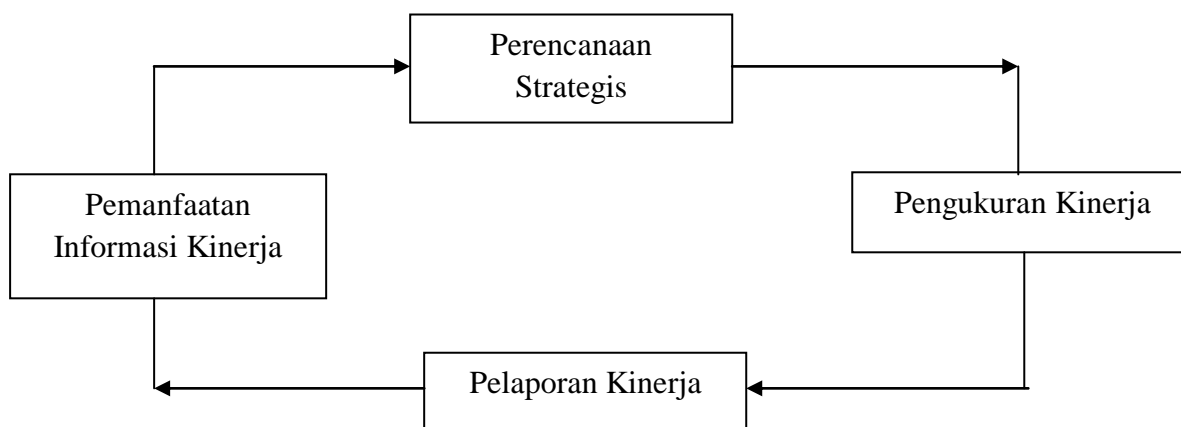 Perencanaan
Strategis
Pemanfaatan
Informasi Kinerja
Pengukuran Kinerja
Pelaporan Kinerja